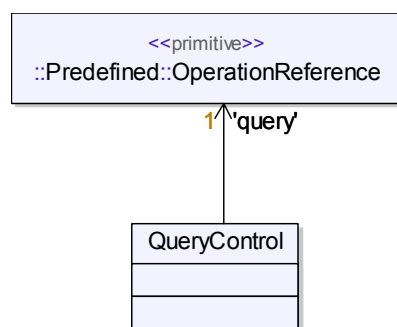 <<primitive>>
::Predefined::OperationReference
1 'query'
QueryControl